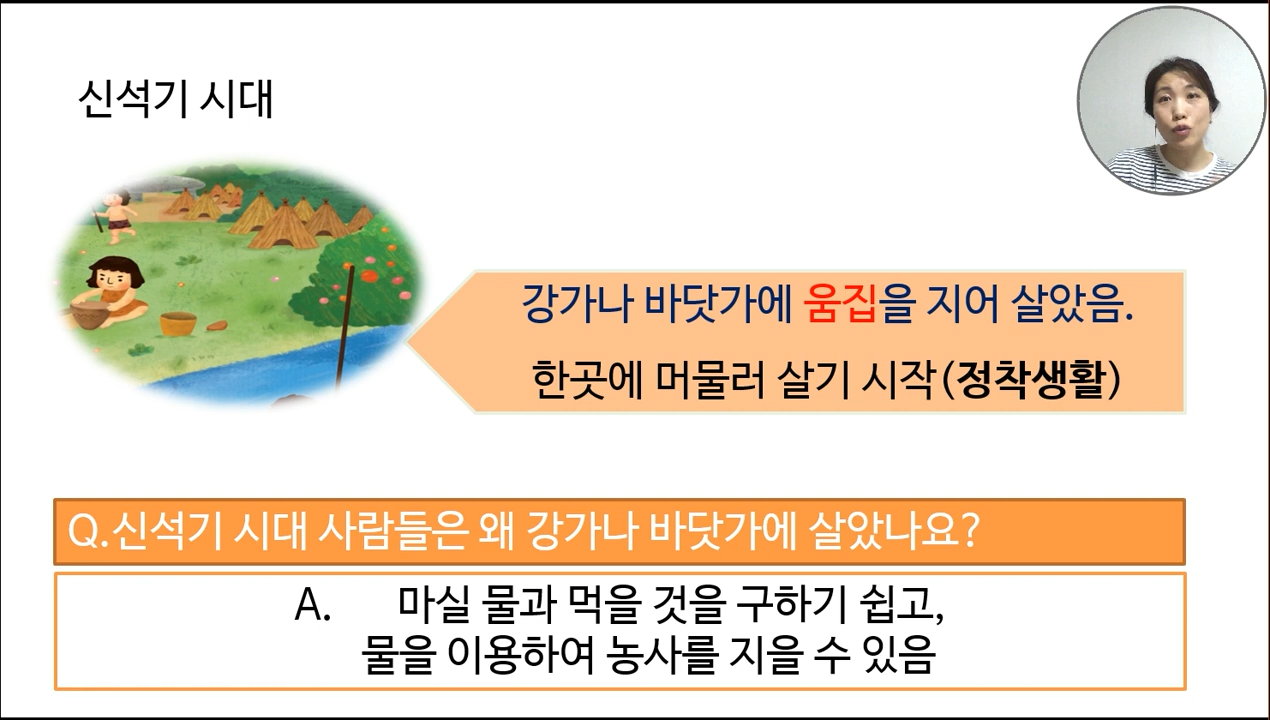 신석기 시대
강가나 바닷가에 움집을 지어 살았음.
한곳에 머물러 살기 시작(정착생활)
Q.신석기 시대 사람들은 왜 강가나 바닷가에 살았나요?
A. 마실 물과 먹을 것을 구하기 쉽고,
물을 이용하여 농사를 지을 수 있음